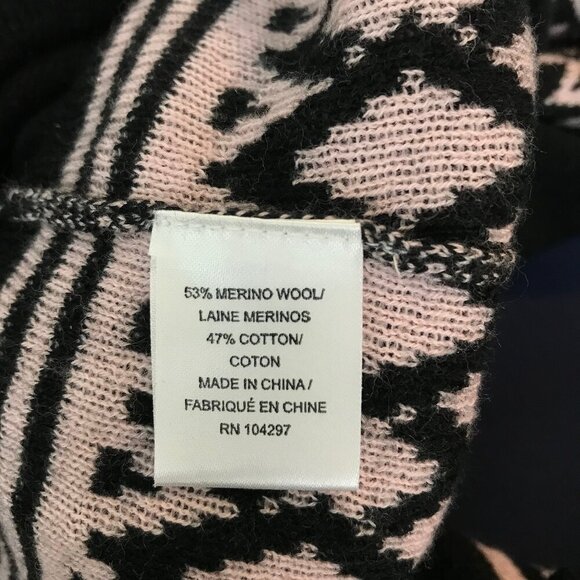 53% MERINO WOOL/
LAINE MERINOS
47% COTTON/
COTON
MADE IN CHINA /
FABRIQUÉ EN CHINE
RN 104297